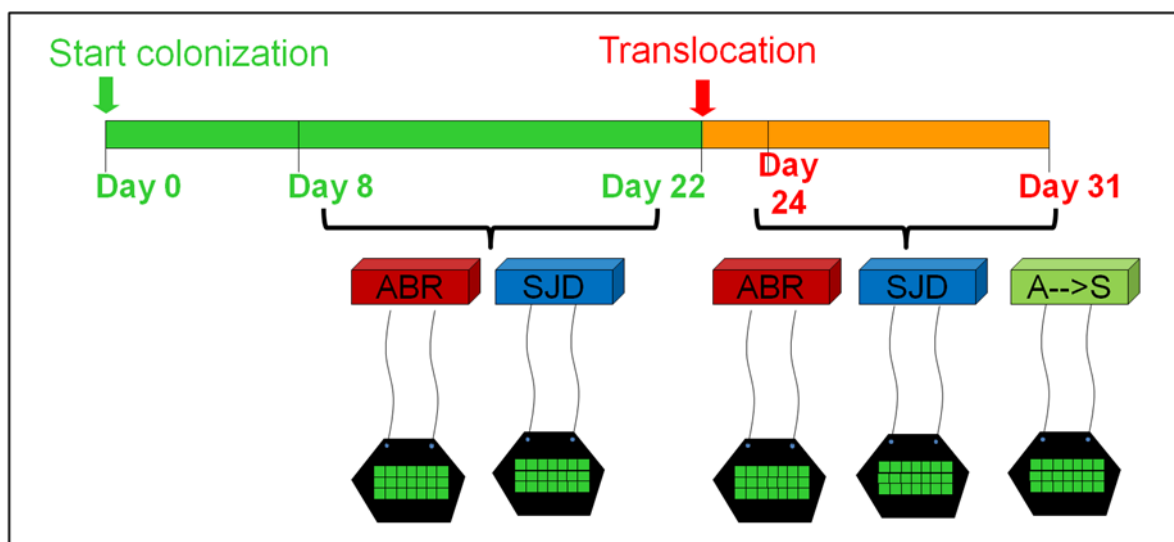 Start colonization
Translocation
Day 0
Day 8
Day 22
Day
24
Day 31
ABR
SJD
ABR
SJD
A-->S